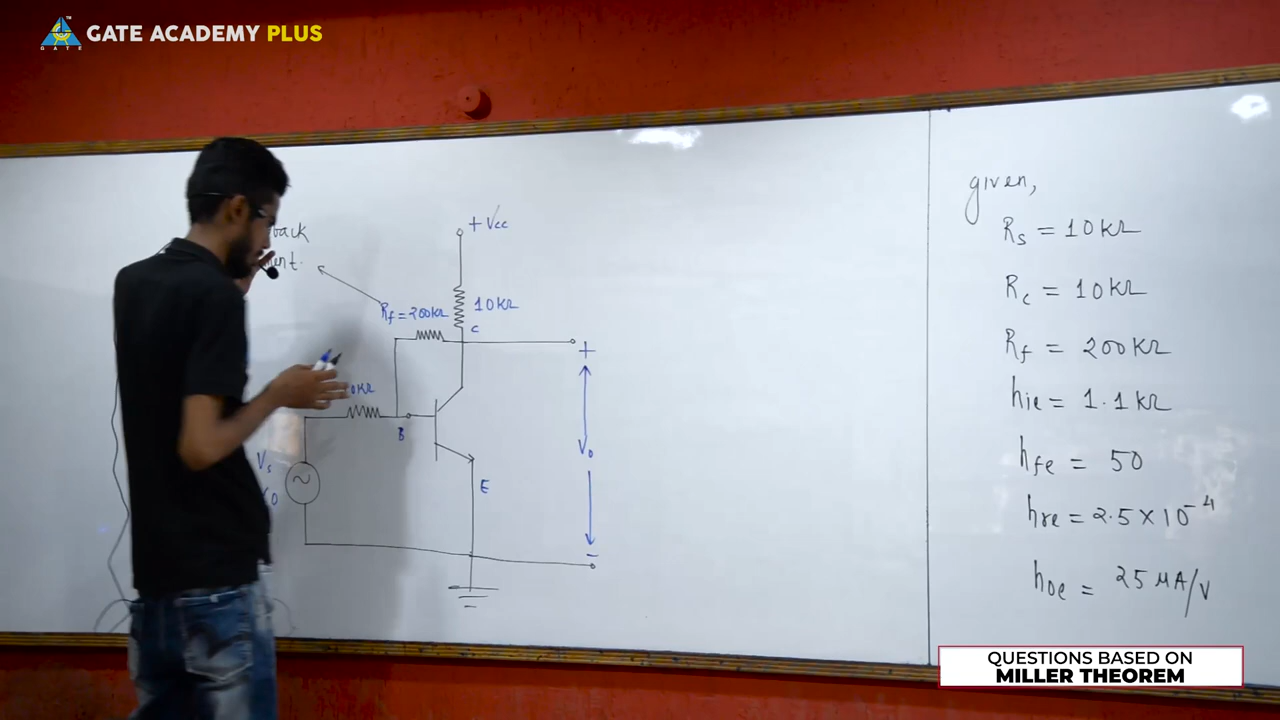 GATE ACADEMY PLUS
GATE
+ Vcc
Rf = 200KΩ
10KΩ
C
B
Vs
E
+
Vo
-
given,
Rs = 10KΩ
Rc = 10KΩ
Rf = 200KΩ
hie = 1.1KΩ
hfe = 50
hre = 2.5 × 10⁻⁴
hoe = 25 μA/V
QUESTIONS BASED ON
MILLER THEOREM